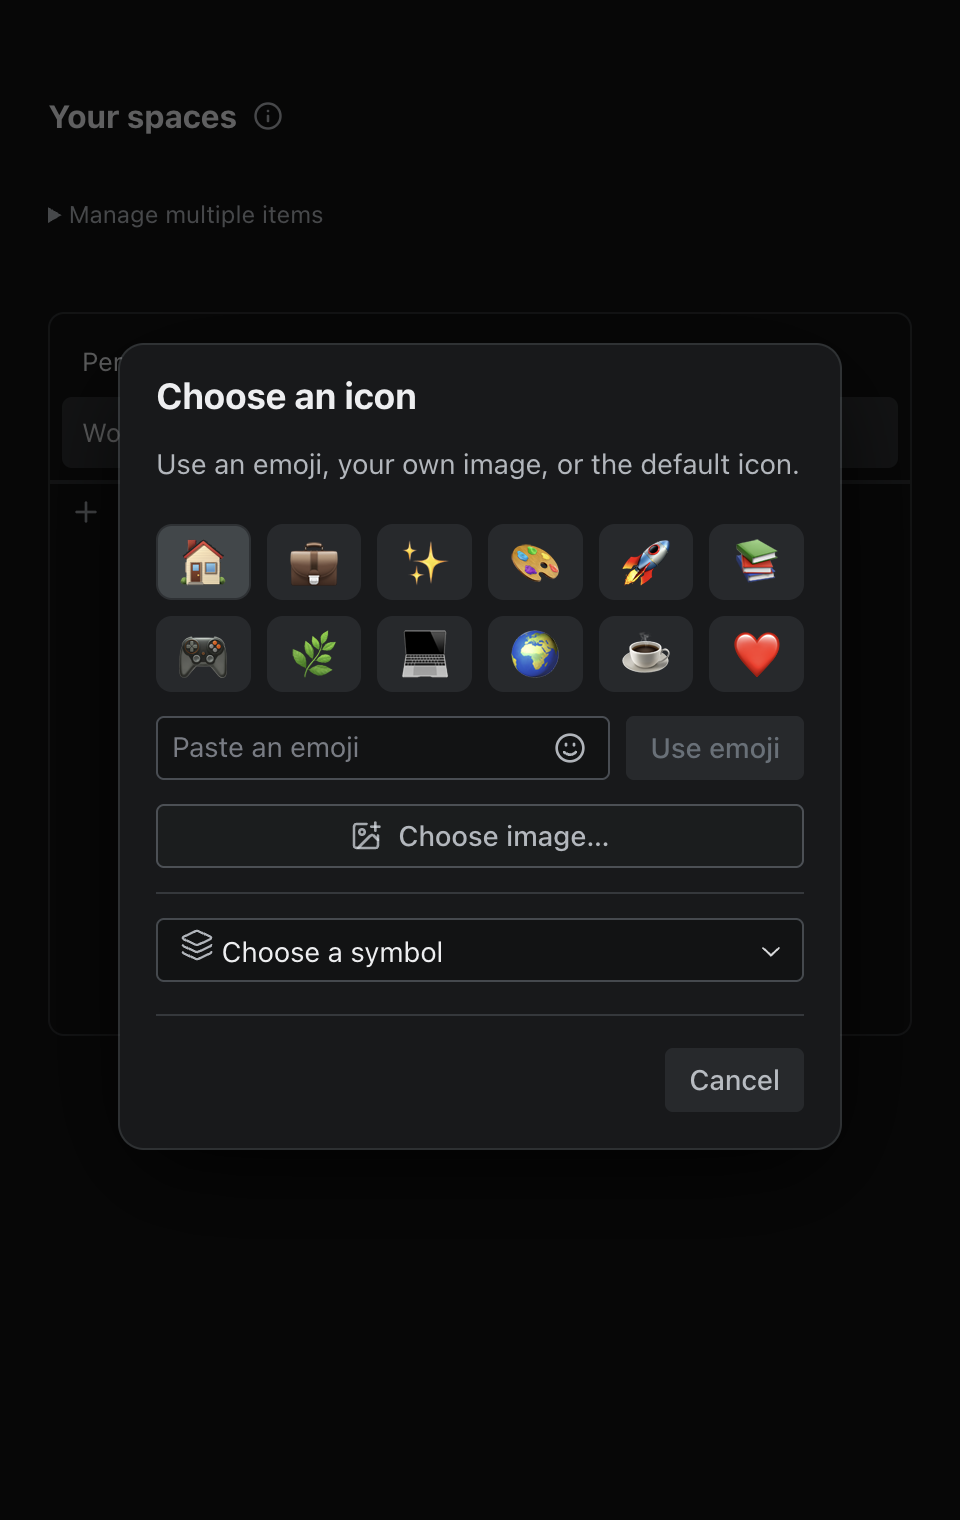 Your spaces
Manage multiple items
Per
Wo
Choose an icon
Use an emoji, your own image, or the default icon.
Paste an emoji
Use emoji
Choose image...
Choose a symbol
Cancel